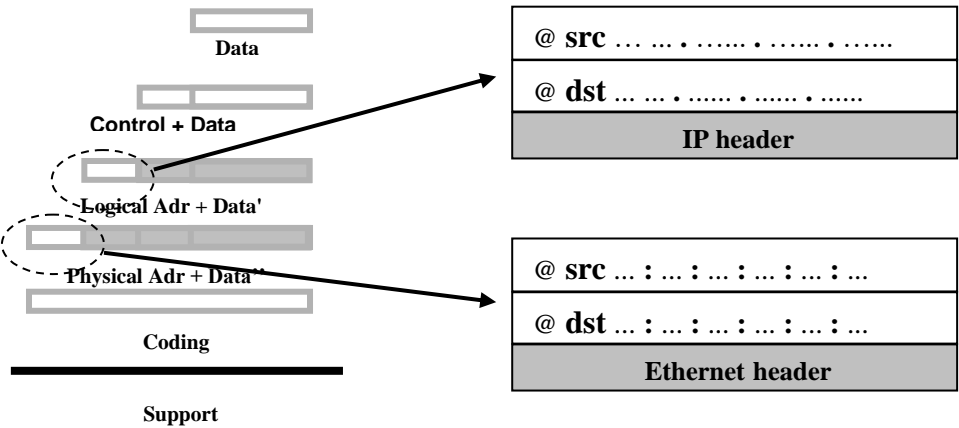 Data
Control + Data
Logical Adr + Data'
Physical Adr + Data''
Coding
Support
@ src … ... . …... . …... . …...
@ dst ... ... . ...... . ...... . ......
IP header
@ src ... : ... : ... : ... : ... : ...
@ dst ... : ... : ... : ... : ... : ...
Ethernet header